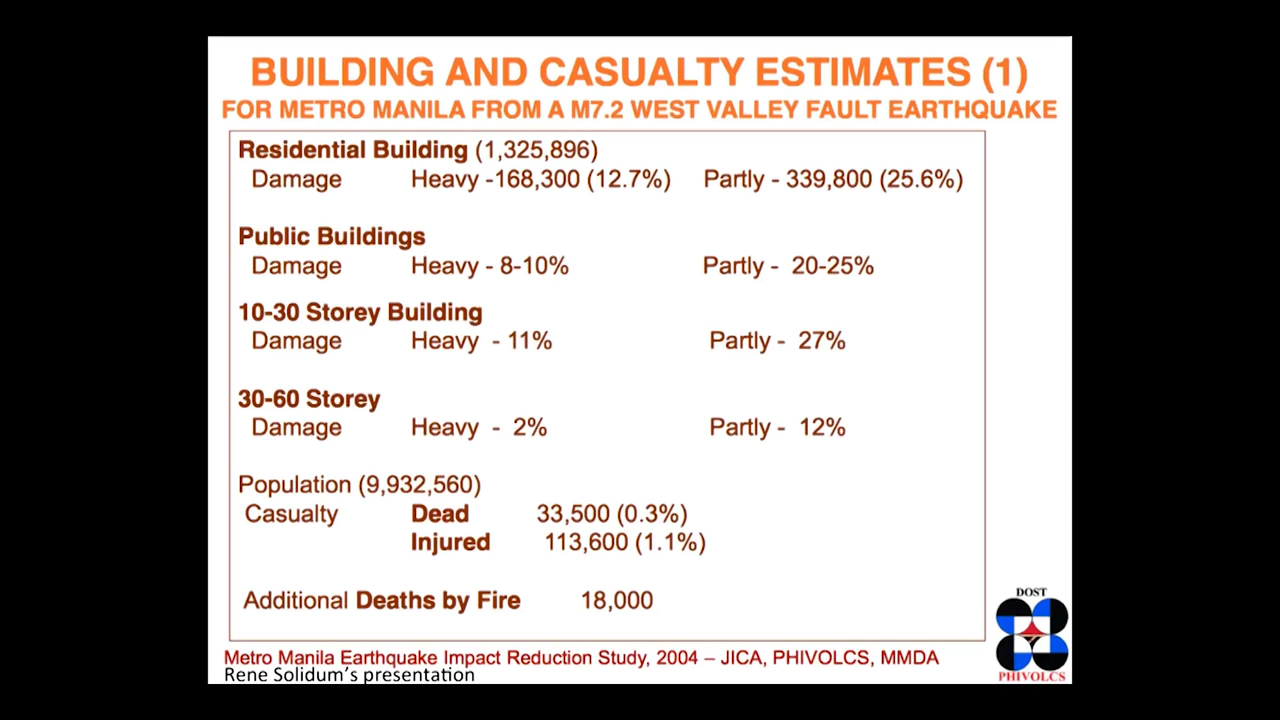 BUILDING AND CASUALTY ESTIMATES (1)
FOR METRO MANILA FROM A M7.2 WEST VALLEY FAULT EARTHQUAKE
Residential Building (1,325,896)
Damage Heavy -168,300 (12.7%) Partly - 339,800 (25.6%)
Public Buildings
Damage Heavy - 8-10% Partly - 20-25%
10-30 Storey Building
Damage Heavy - 11% Partly - 27%
30-60 Storey
Damage Heavy - 2% Partly - 12%
Population (9,932,560)
Casualty Dead 33,500 (0.3%)
Injured 113,600 (1.1%)
Additional Deaths by Fire 18,000
DOST
PHIVOLCS
Metro Manila Earthquake Impact Reduction Study, 2004 – JICA, PHIVOLCS, MMDA
Rene Solidum's presentation